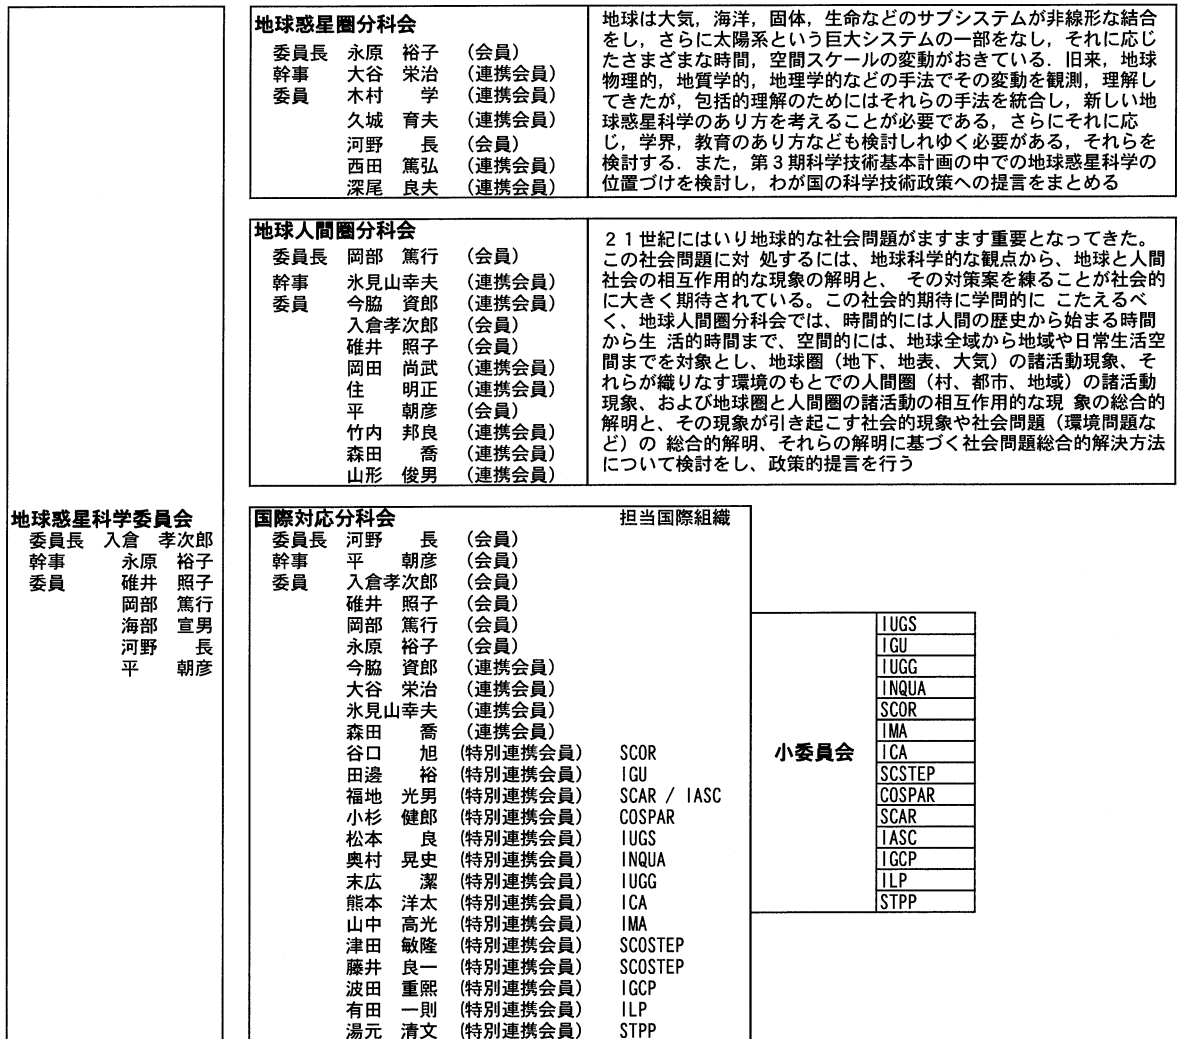 地球惑星圏分科会
委員長 永原 裕子 (会員)
幹事 大谷 栄治 (連携会員)
委員 木村 学 (連携会員)
久城 育夫 (連携会員)
河野 長 (会員)
西田 篤弘 (連携会員)
深尾 良夫 (連携会員)
地球は大気，海洋，固体，生命などのサブシステムが非線形な結合
をし，さらに太陽系という巨大システムの一部をなし，それに応じ
たさまざまな時間，空間スケールの変動がおきている．旧来，地球
物理的，地質学的，地理学的などの手法でその変動を観測，理解し
てきたが，包括的理解のためにはそれらの手法を統合し，新しい地
球惑星科学のあり方を考えることが必要である，さらにそれに応
じ，学界，教育のあり方なども検討しれゆく必要がある，それらを
検討する．また，第３期科学技術基本計画の中での地球惑星科学の
位置づけを検討し，わが国の科学技術政策への提言をまとめる
地球人間圏分科会
委員長 岡部 篤行 (会員)
幹事 氷見山幸夫 (連携会員)
委員 今脇 資郎 (連携会員)
入倉孝次郎 (会員)
碓井 照子 (会員)
岡田 尚武 (連携会員)
住 明正 (連携会員)
平 朝彦 (会員)
竹内 邦良 (連携会員)
森田 喬 (連携会員)
山形 俊男 (連携会員)
２１世紀にはいり地球的な社会問題がますます重要となってきた。
この社会問題に対 処するには、地球科学的な観点から、地球と人間
社会の相互作用的な現象の解明と、 その対策案を練ることが社会的
に大きく期待されている。この社会的期待に学問的に こたえるべ
く、地球人間圏分科会では、時間的には人間の歴史から始まる時間
から生 活的時間まで、空間的には、地球全域から地域や日常生活空
間までを対象とし、地球圏（地下、地表、大気）の諸活動現象、そ
れらが織りなす環境のもとでの人間圏（村、都市、地域）の諸活動
現象、および地球圏と人間圏の諸活動の相互作用的な現 象の総合的
解明と、その現象が引き起こす社会的現象や社会問題（環境問題な
ど）の 総合的解明、それらの解明に基づく社会問題総合的解決方法
について検討をし、政策的提言を行う
地球惑星科学委員会
委員長 入倉 孝次郎
幹事 永原 裕子
委員 碓井 照子
岡部 篤行
海部 宣男
河野 長
平 朝彦
国際対応分科会 担当国際組織
委員長 河野 長 (会員)
幹事 平 朝彦 (会員)
委員 入倉孝次郎 (会員)
碓井 照子 (会員)
岡部 篤行 (会員)
永原 裕子 (会員)
今脇 資郎 (連携会員)
大谷 栄治 (連携会員)
氷見山幸夫 (連携会員)
森田 喬 (連携会員)
谷口 旭 (特別連携会員) SCOR
田邊 裕 (特別連携会員) IGU
福地 光男 (特別連携会員) SCAR / IASC
小杉 健郎 (特別連携会員) COSPAR
松本 良 (特別連携会員) IUGS
奥村 晃史 (特別連携会員) INQUA
末広 潔 (特別連携会員) IUGG
熊本 洋太 (特別連携会員) ICA
山中 高光 (特別連携会員) IMA
津田 敏隆 (特別連携会員) SCOSTEP
藤井 良一 (特別連携会員) SCOSTEP
波田 重熙 (特別連携会員) IGCP
有田 一則 (特別連携会員) ILP
湯元 清文 (特別連携会員) STPP
小委員会
IUGS
IGU
IUGG
INQUA
SCOR
IMA
ICA
SCSTEP
COSPAR
SCAR
IASC
IGCP
ILP
STPP